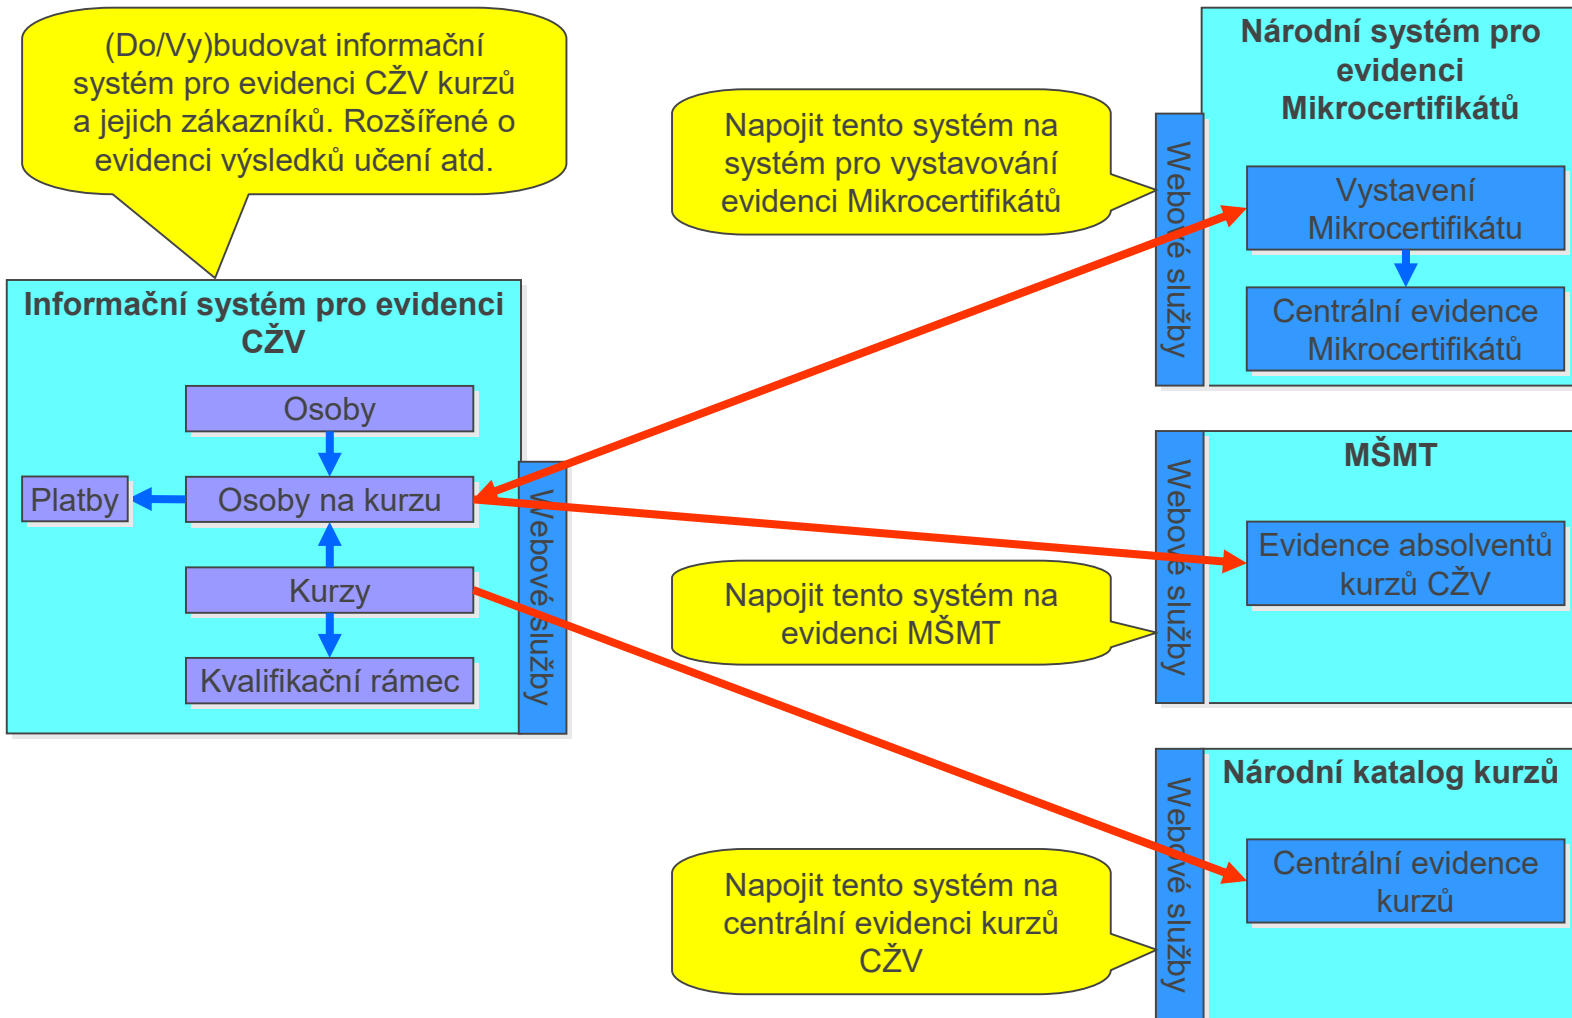 (Do/Vy)budovat informační
systém pro evidenci CŽV kurzů
a jejich zákazníků. Rozšířené o
evidenci výsledků učení atd.
Informační systém pro evidenci
CŽV
Osoby
Platby
Osoby na kurzu
Kurzy
Kvalifikační rámec
Webové služby
Napojit tento systém na
systém pro vystavování
evidenci Mikrocertifikátů
Webové služby
Národní systém pro
evidenci
Mikrocertifikátů
Vystavení
Mikrocertifikátu
Centrální evidence
Mikrocertifikátů
Napojit tento systém na
evidenci MŠMT
Webové služby
MŠMT
Evidence absolventů
kurzů CŽV
Napojit tento systém na
centrální evidenci kurzů
CŽV
Webové služby
Národní katalog kurzů
Centrální evidence
kurzů